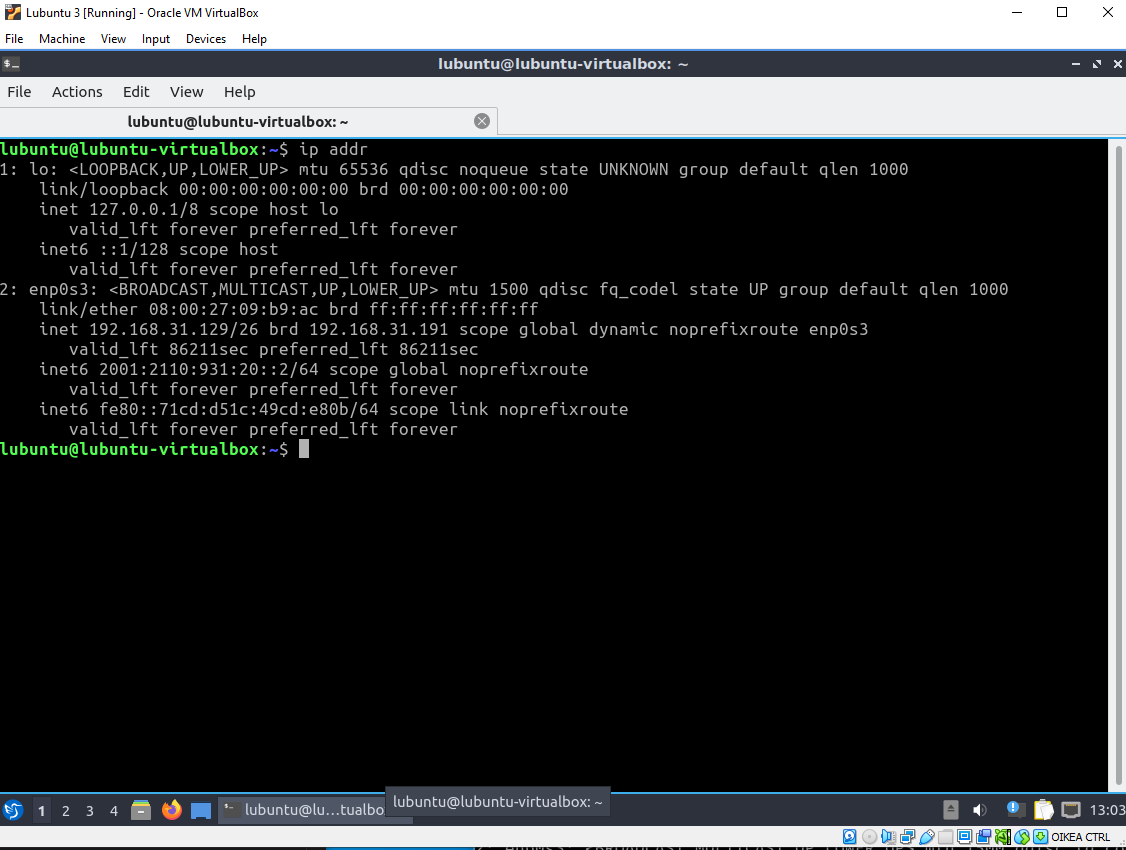 Lubuntu 3 [Running] - Oracle VM VirtualBox
File Machine View Input Devices Help
lubuntu@lubuntu-virtualbox: ~
File Actions Edit View Help
lubuntu@lubuntu-virtualbox: ~
lubuntu@lubuntu-virtualbox:~$ ip addr
1: lo: <LOOPBACK,UP,LOWER_UP> mtu 65536 qdisc noqueue state UNKNOWN group default qlen 1000
link/loopback 00:00:00:00:00:00 brd 00:00:00:00:00:00
inet 127.0.0.1/8 scope host lo
valid_lft forever preferred_lft forever
inet6 ::1/128 scope host
valid_lft forever preferred_lft forever
2: enp0s3: <BROADCAST,MULTICAST,UP,LOWER_UP> mtu 1500 qdisc fq_codel state UP group default qlen 1000
link/ether 08:00:27:09:b9:ac brd ff:ff:ff:ff:ff:ff
inet 192.168.31.129/26 brd 192.168.31.191 scope global dynamic noprefixroute enp0s3
valid_lft 86211sec preferred_lft 86211sec
inet6 2001:2110:931:20::2/64 scope global noprefixroute
valid_lft forever preferred_lft forever
inet6 fe80::71cd:d51c:49cd:e80b/64 scope link noprefixroute
valid_lft forever preferred_lft forever
lubuntu@lubuntu-virtualbox:~$
1 2 3 4 lubuntu@lu...tualbo lubuntu@lubuntu-virtualbox: ~ 13:03
OIKEA CTRL